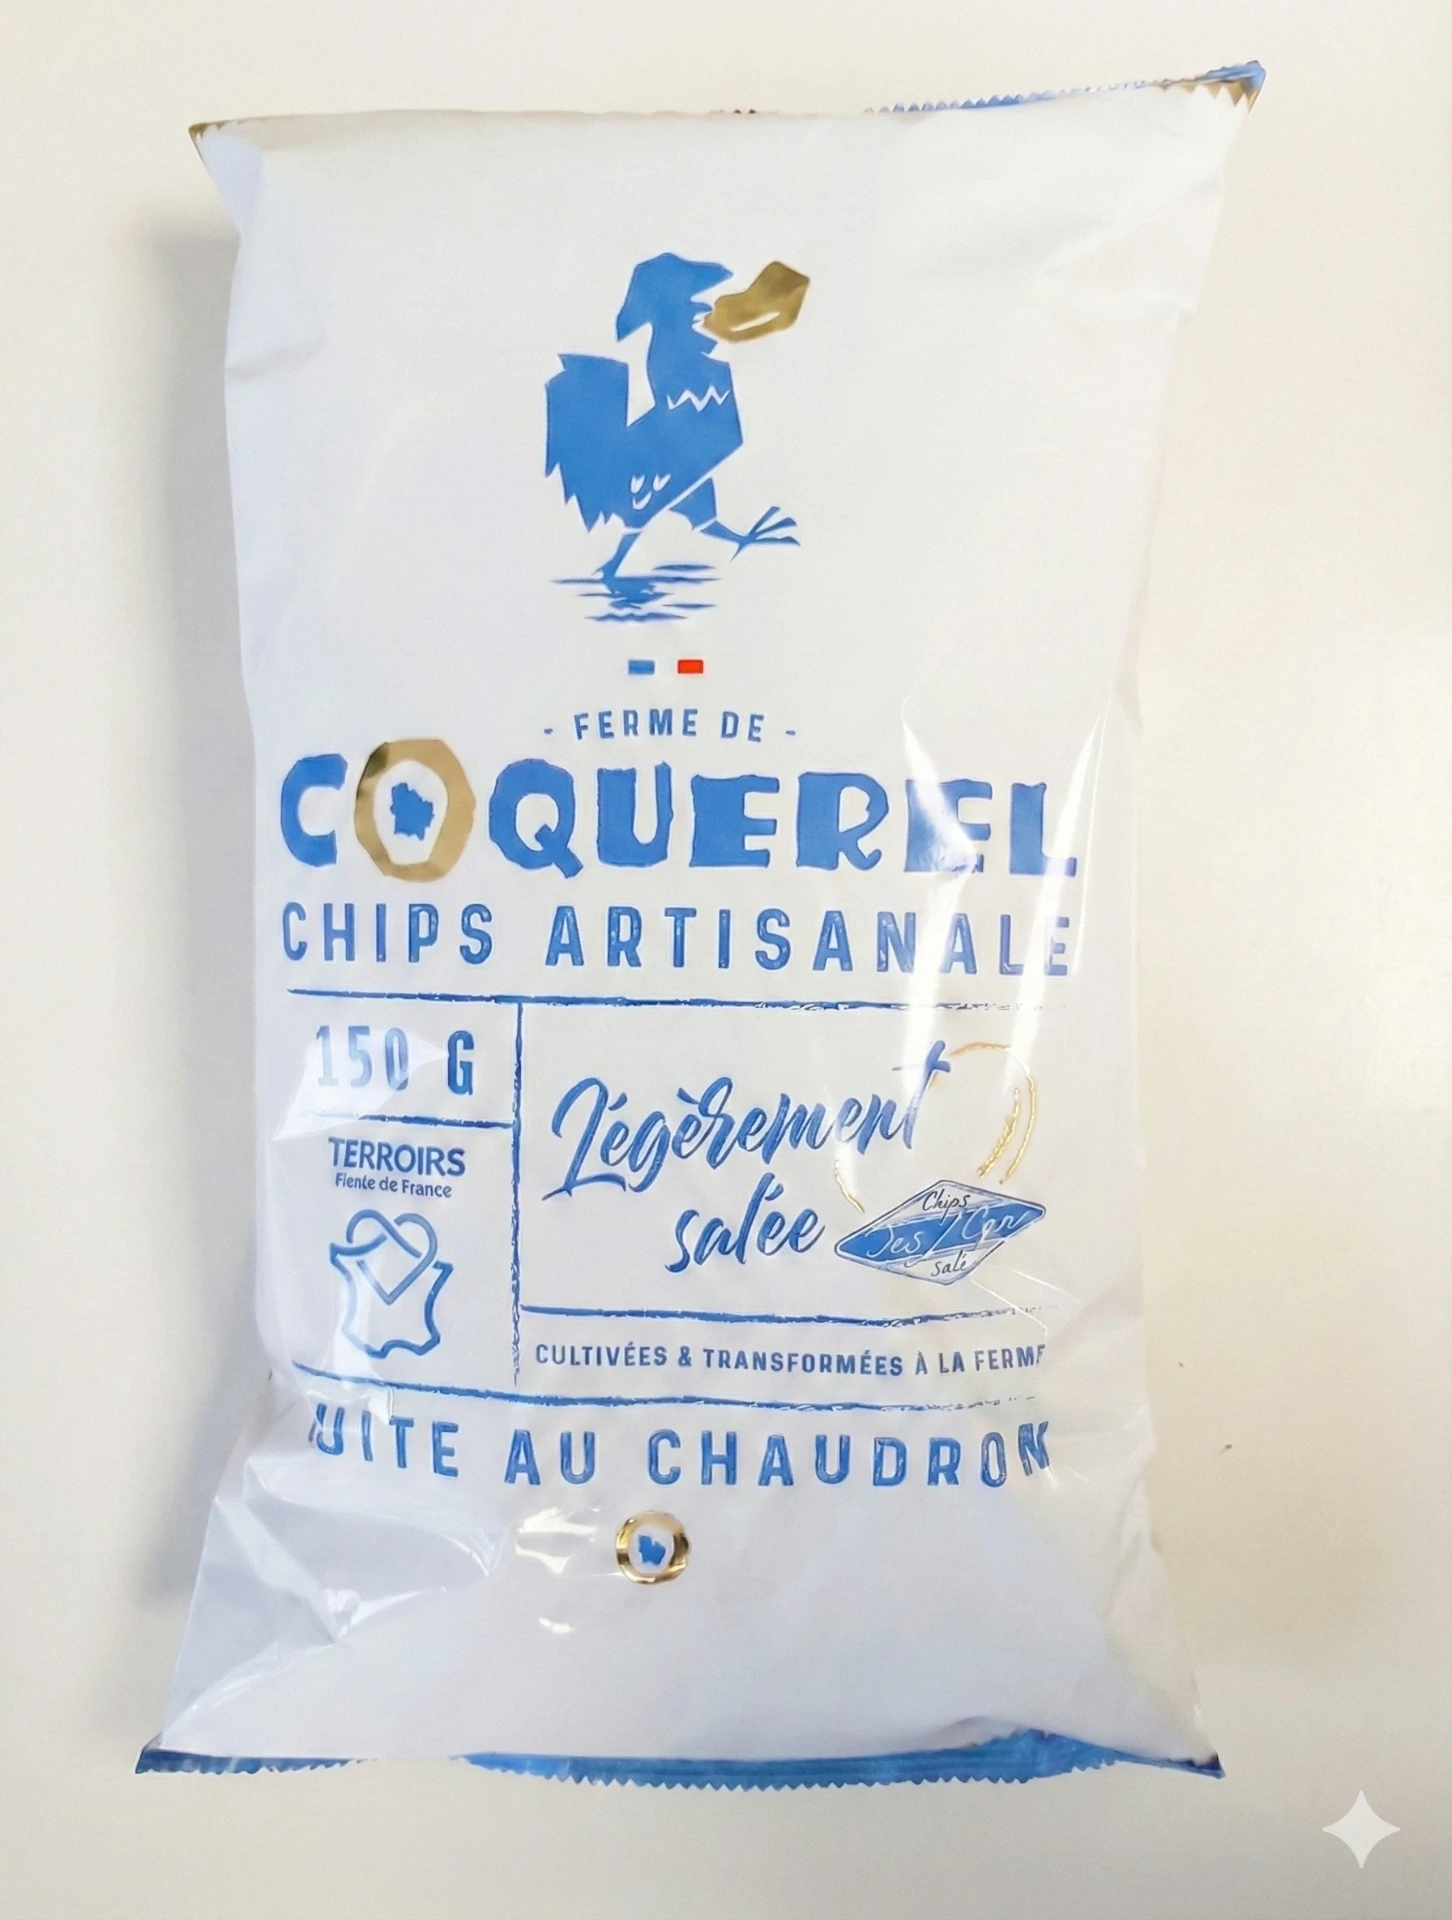 - FERME DE -
COQUEREL
CHIPS ARTISANALE
150 G
TERROIRS
Fiente de France
Légèrement
salée
Chips
salé
CULTIVÉES & TRANSFORMÉES À LA FERME
UITE AU CHAUDRON